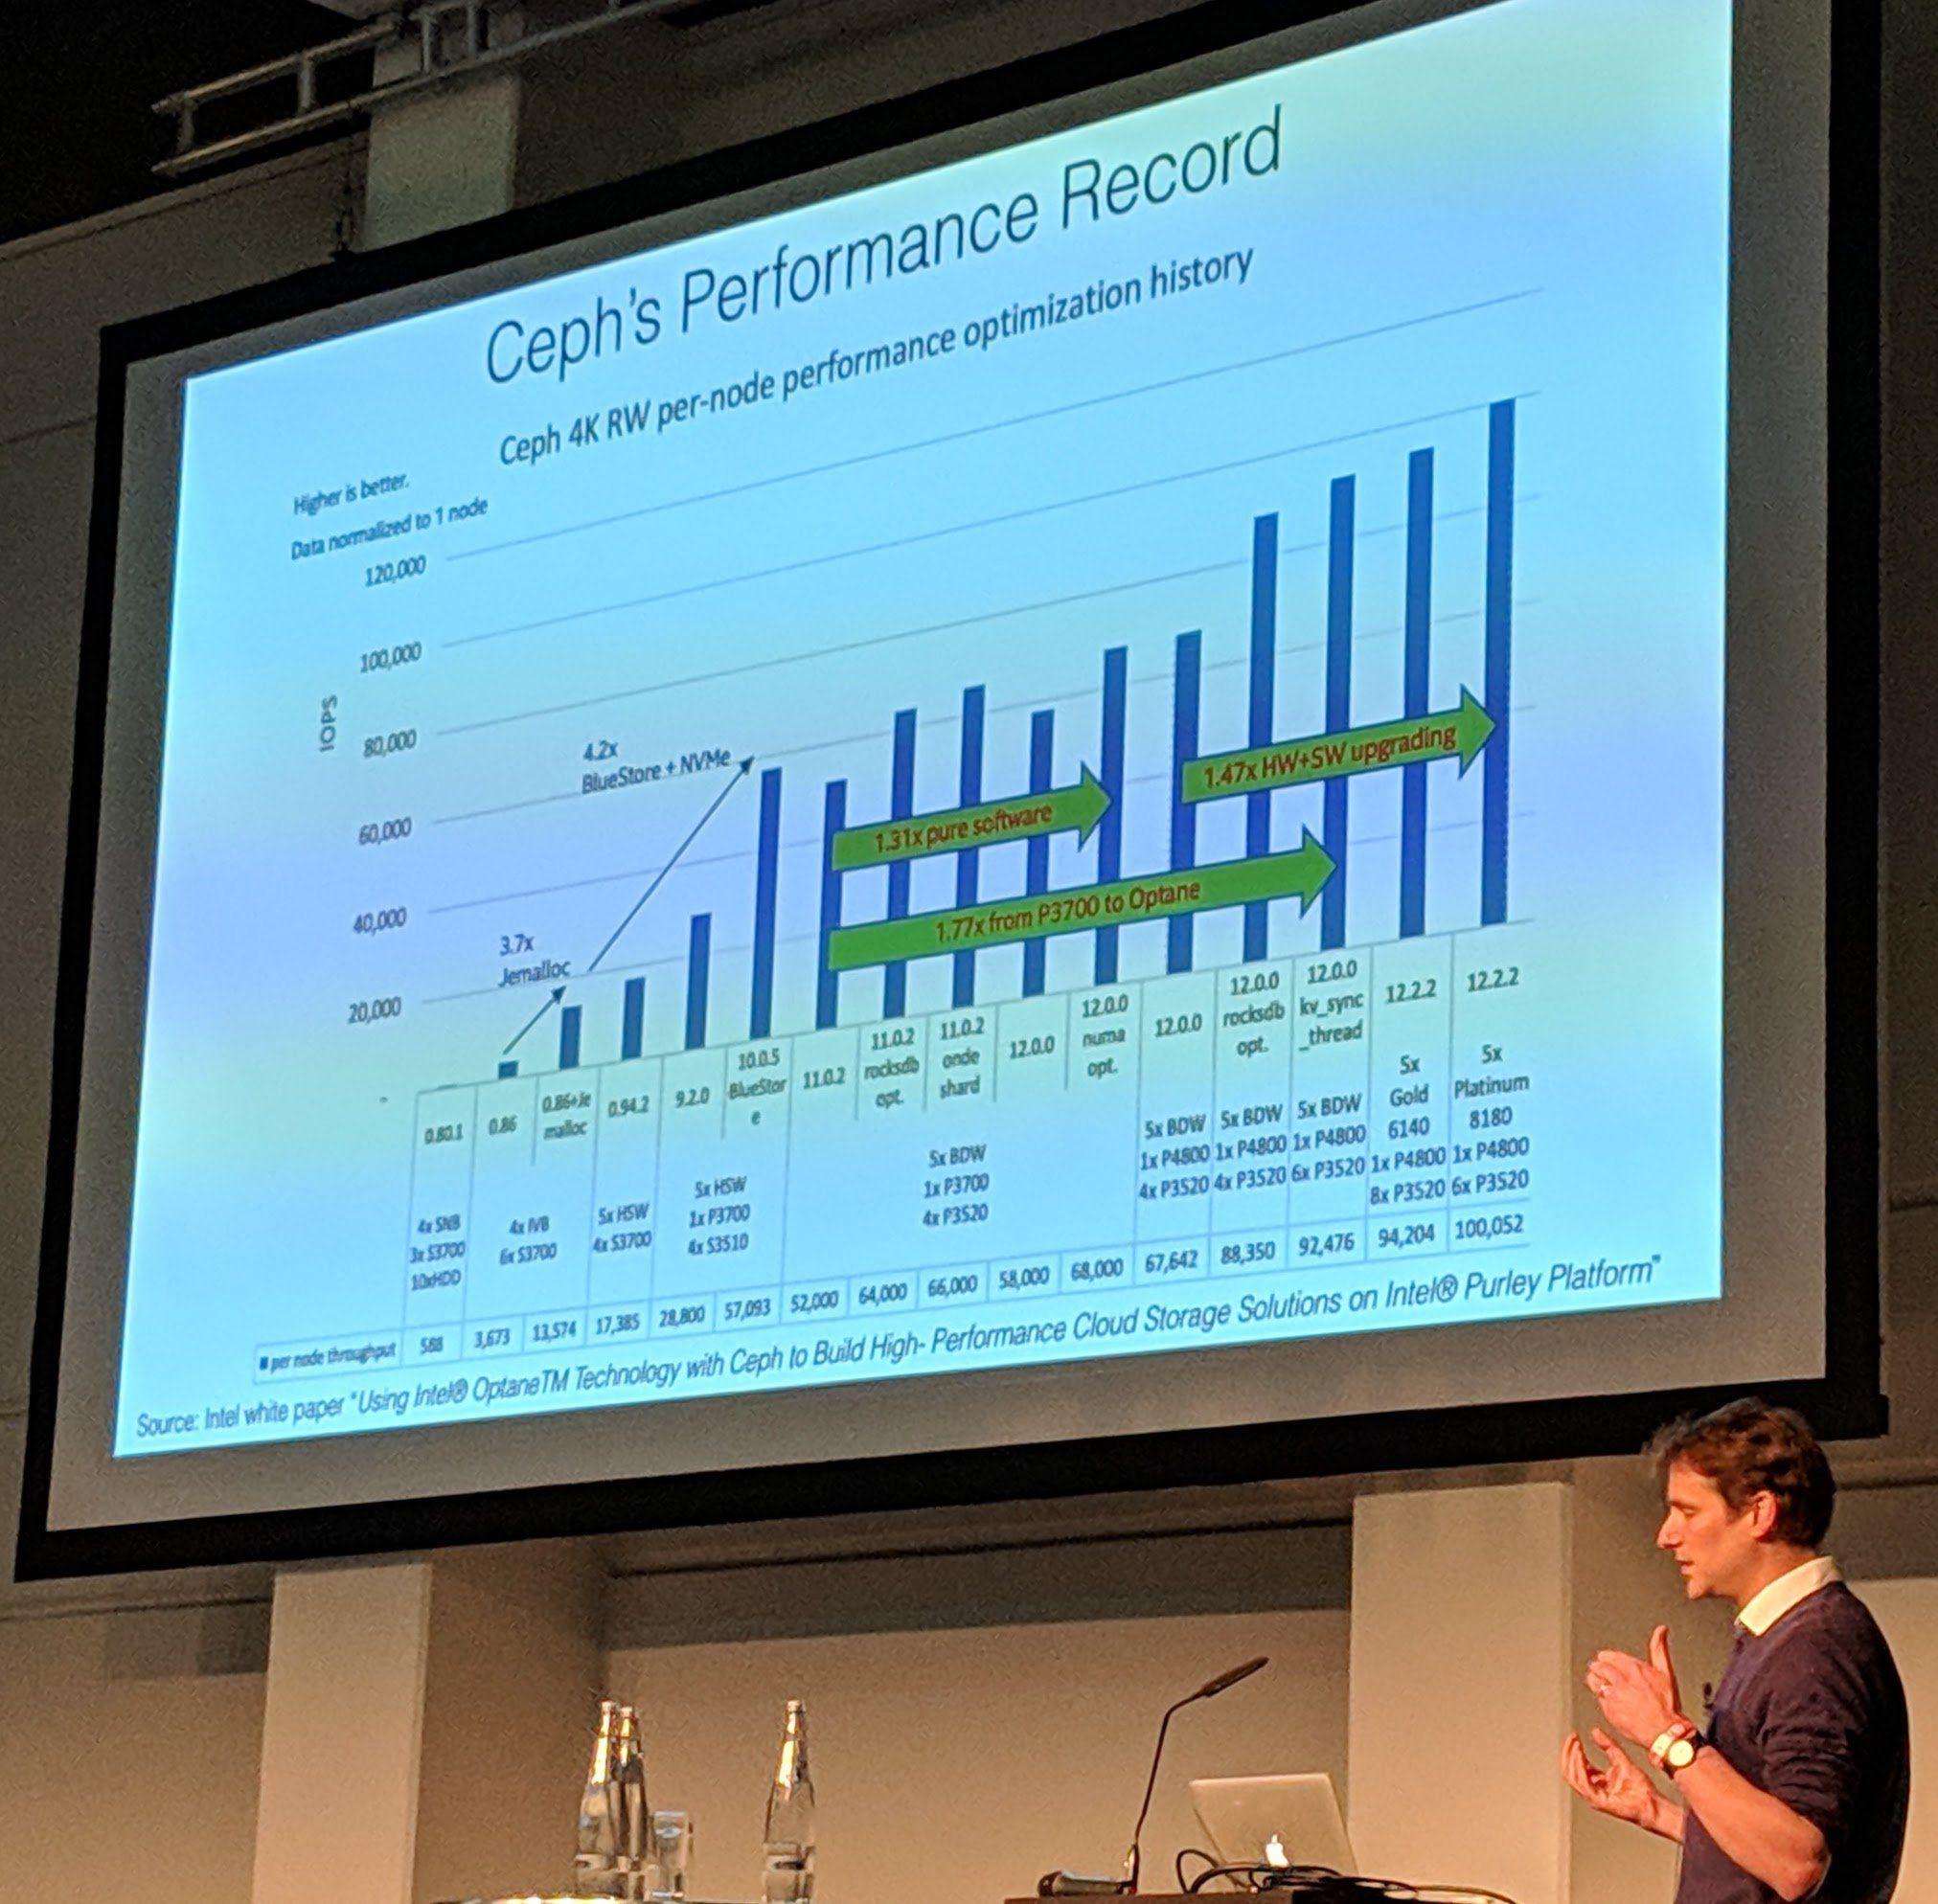 Ceph's Performance Record
Ceph 4K RW per-node performance optimization history
Higher is better.
Data normalized to 1 node
IOPS
120,000
100,000
80,000
60,000
40,000
20,000
3.7x
Jemalloc
4.2x
BlueStore + NVMe
1.31x pure software
1.77x from P3700 to Optane
1.47x HW+SW upgrading
0.80.1
0.86
0.86+Je
malloc
0.94.2
9.2.0
10.0.5
BlueStor
e
11.0.2
11.0.2
rocksdb
opt.
11.0.2
onde
shard
12.0.0
12.0.0
numa
opt.
12.0.0
12.0.0
rocksdb
opt.
12.0.0
kv_sync
_thread
12.2.2
12.2.2
4x SNB
3x S3700
10xHDD
4x IVB
6x S3700
5x HSW
4x S3700
5x HSW
1x P3700
4x S3510
5x BDW
1x P3700
4x P3520
5x BDW
1x P4800
4x P3520
5x BDW
1x P4800
4x P3520
5x BDW
1x P4800
6x P3520
5x
Gold
6140
1x P4800
8x P3520
5x
Platinum
8180
1x P4800
6x P3520
per node throughput 588 3,673 13,574 17,385 28,800 57,093 52,000 64,000 66,000 58,000 68,000 67,642 88,350 92,476 94,204 100,052
Source: Intel white paper "Using Intel® OptaneTM Technology with Ceph to Build High- Performance Cloud Storage Solutions on Intel® Purley Platform"